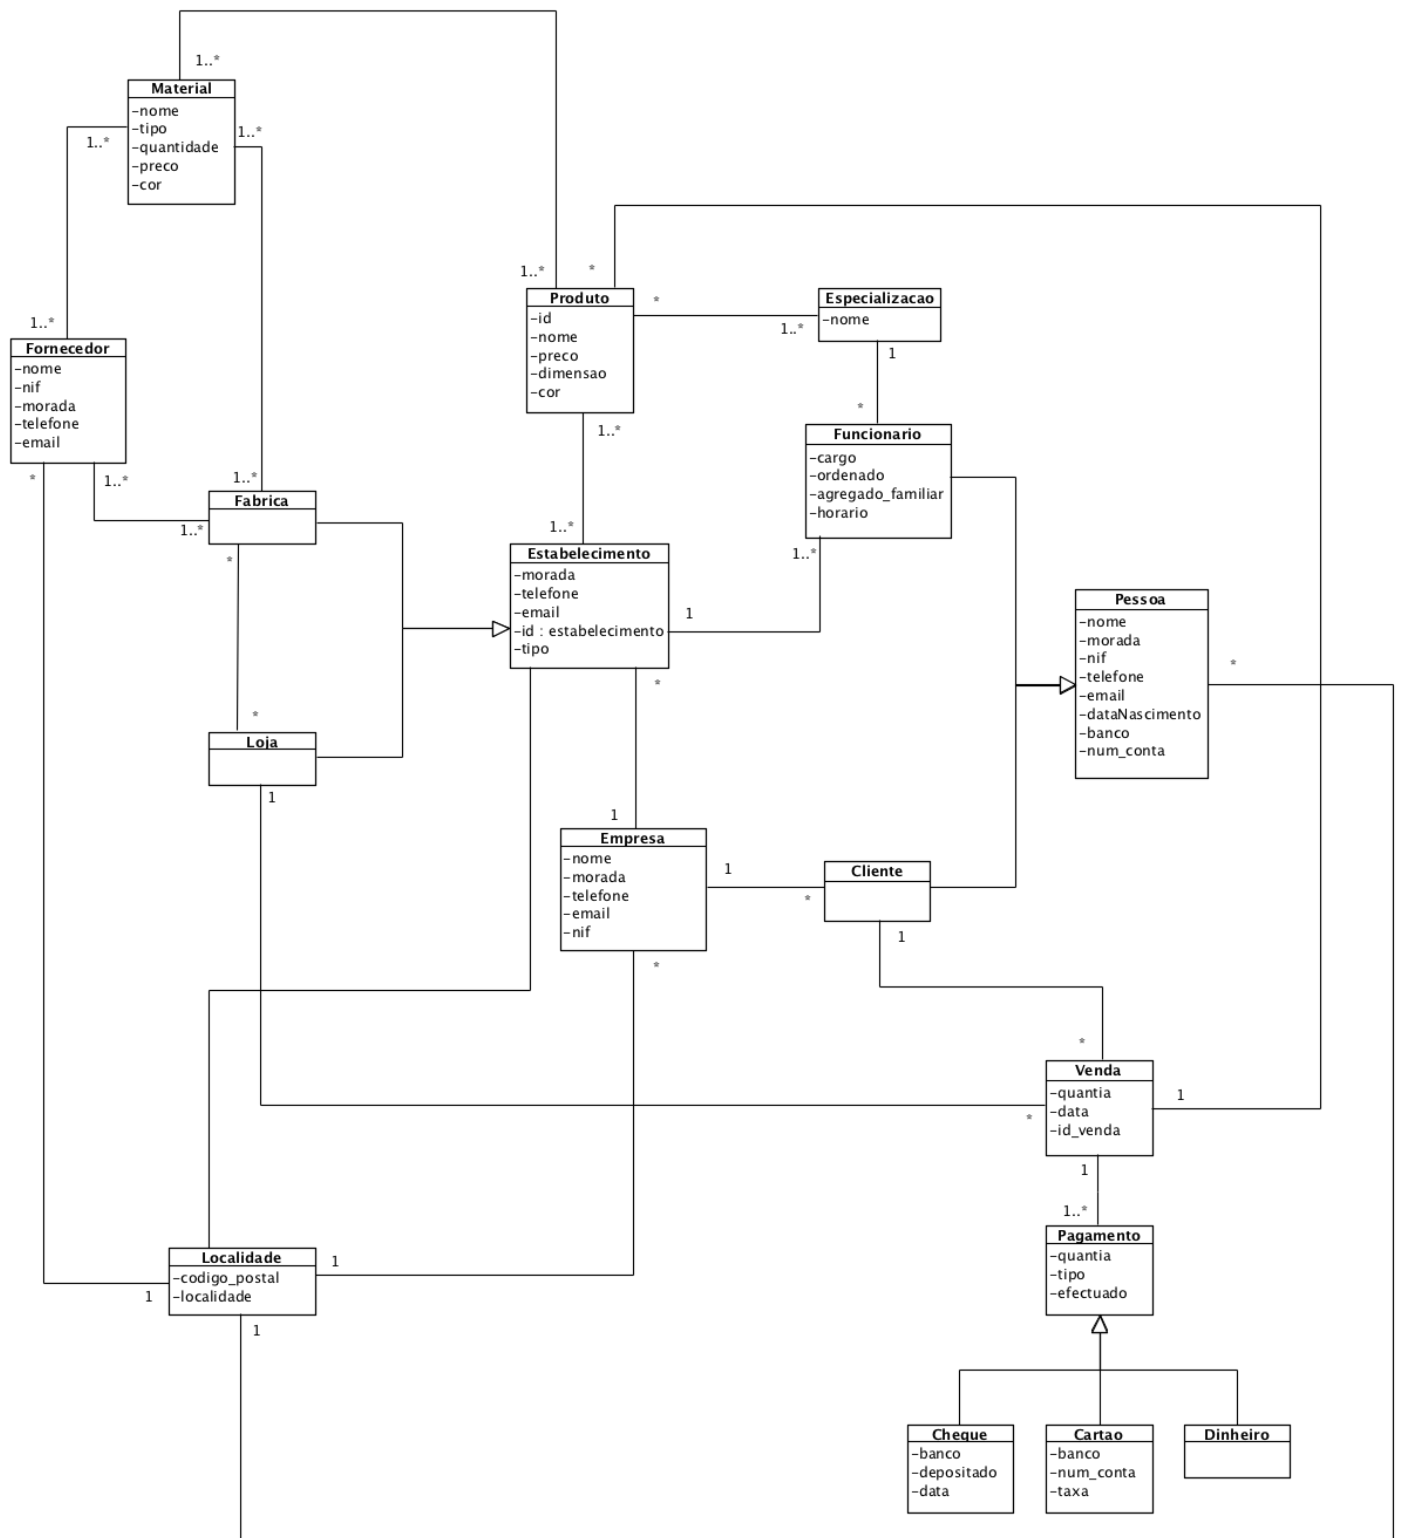 1..*
Material
-nome
-tipo
-quantidade
-preco
-cor
1..*
1..*
1..*
Fornecedor
-nome
-nif
-morada
-telefone
-email
*
1..*
1..*
*
Produto
-id
-nome
-preco
-dimensao
-cor
*
1..*
Especializacao
-nome
1
*
1..*
Funcionario
-cargo
-ordenado
-agregado_familiar
-horario
1..*
1..*
Fabrica
1..*
*
1..*
Estabelecimento
-morada
-telefone
-email
-id : estabelecimento
-tipo
1
*
Pessoa
-nome
-morada
-nif
-telefone
-email
-dataNascimento
-banco
-num_conta
*
*
Loja
1
1
Empresa
-nome
-morada
-telefone
-email
-nif
1
*
*
Cliente
1
*
Venda
-quantia
-data
-id_venda
1
*
1
1..*
Pagamento
-quantia
-tipo
-efectuado
Localidade
-codigo_postal
-localidade
1
1
1
Cheque
-banco
-depositado
-data
Cartao
-banco
-num_conta
-taxa
Dinheiro